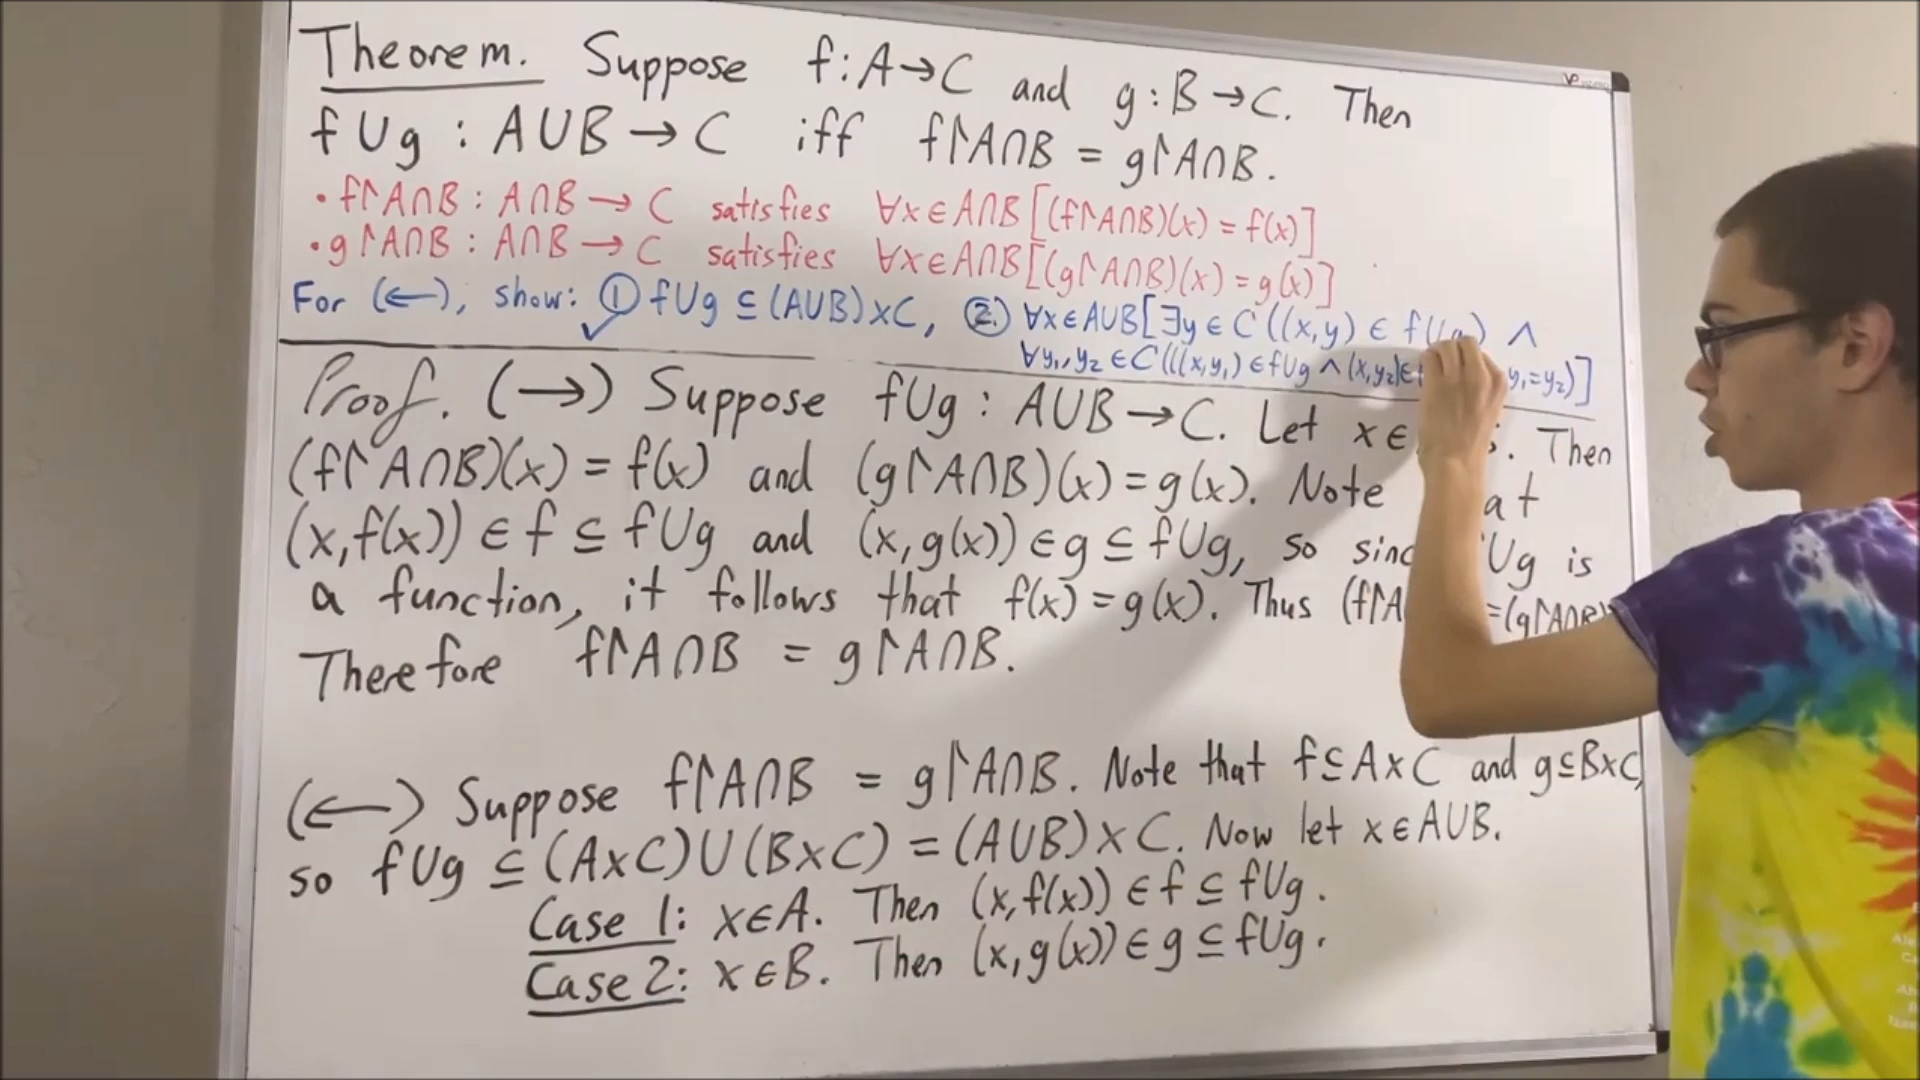 Theorem. Suppose f:A→C and g:B→C. Then
f∪g : A∪B → C iff f↾A∩B = g↾A∩B.
• f↾A∩B : A∩B → C satisfies ∀x∈A∩B[(f↾A∩B)(x) = f(x)]
• g↾A∩B : A∩B → C satisfies ∀x∈A∩B[(g↾A∩B)(x) = g(x)]
For (←), show: ① f∪g ⊆ (A∪B)×C, ②. ∀x∈A∪B[∃y∈C((x,y) ∈ f∪g) ∧
∀y₁,y₂∈C(((x,y₁)∈f∪g ∧ (x,y₂)∈ y₁=y₂)]
Proof. (→) Suppose f∪g : A∪B → C. Let x∈ . Then
(f↾A∩B)(x) = f(x) and (g↾A∩B)(x) = g(x). Note at
(x,f(x)) ∈ f ⊆ f∪g and (x,g(x)) ∈ g ⊆ f∪g, so sinc ∪g is
a function, it follows that f(x) = g(x). Thus (f↾A =(g↾A∩B)
Therefore f↾A∩B = g↾A∩B.
(←) Suppose f↾A∩B = g↾A∩B. Note that f⊆A×C and g⊆B×C,
so f∪g ⊆ (A×C)∪(B×C) = (A∪B)×C. Now let x∈A∪B.
Case 1: x∈A. Then (x,f(x)) ∈ f ⊆ f∪g.
Case 2: x∈B. Then (x,g(x)) ∈ g ⊆ f∪g.